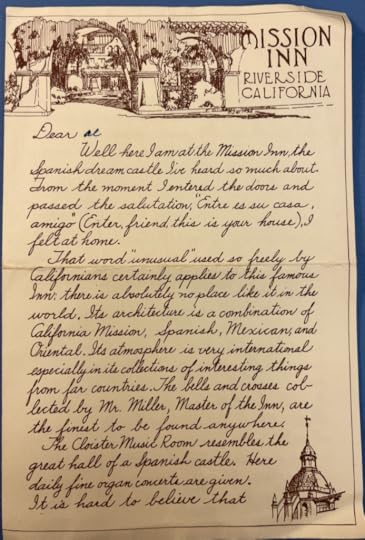 MISSION
INN
RIVERSIDE
CALIFORNIA
Dear al
Well here I am at the Mission Inn, the
Spanish dream castle I've heard so much about.
From the moment I entered the doors and
passed the salutation, "Entre es su casa,
amigo" (Enter, friend, this is your house), I
felt at home.
That word "unusual" used so freely by
Californians certainly applies to this famous
Inn; there is absolutely no place like it in the
world. Its architecture is a combination of
California Mission, Spanish, Mexican, and
Oriental. Its atmosphere is very international
especially in its collections of interesting things
from far countries. The bells and crosses col-
lected by Mr. Miller, Master of the Inn, are
the finest to be found anywhere.
The Cloister Music Room resembles the
great hall of a Spanish castle. Here
daily fine organ concerts are given.
It is hard to believe that